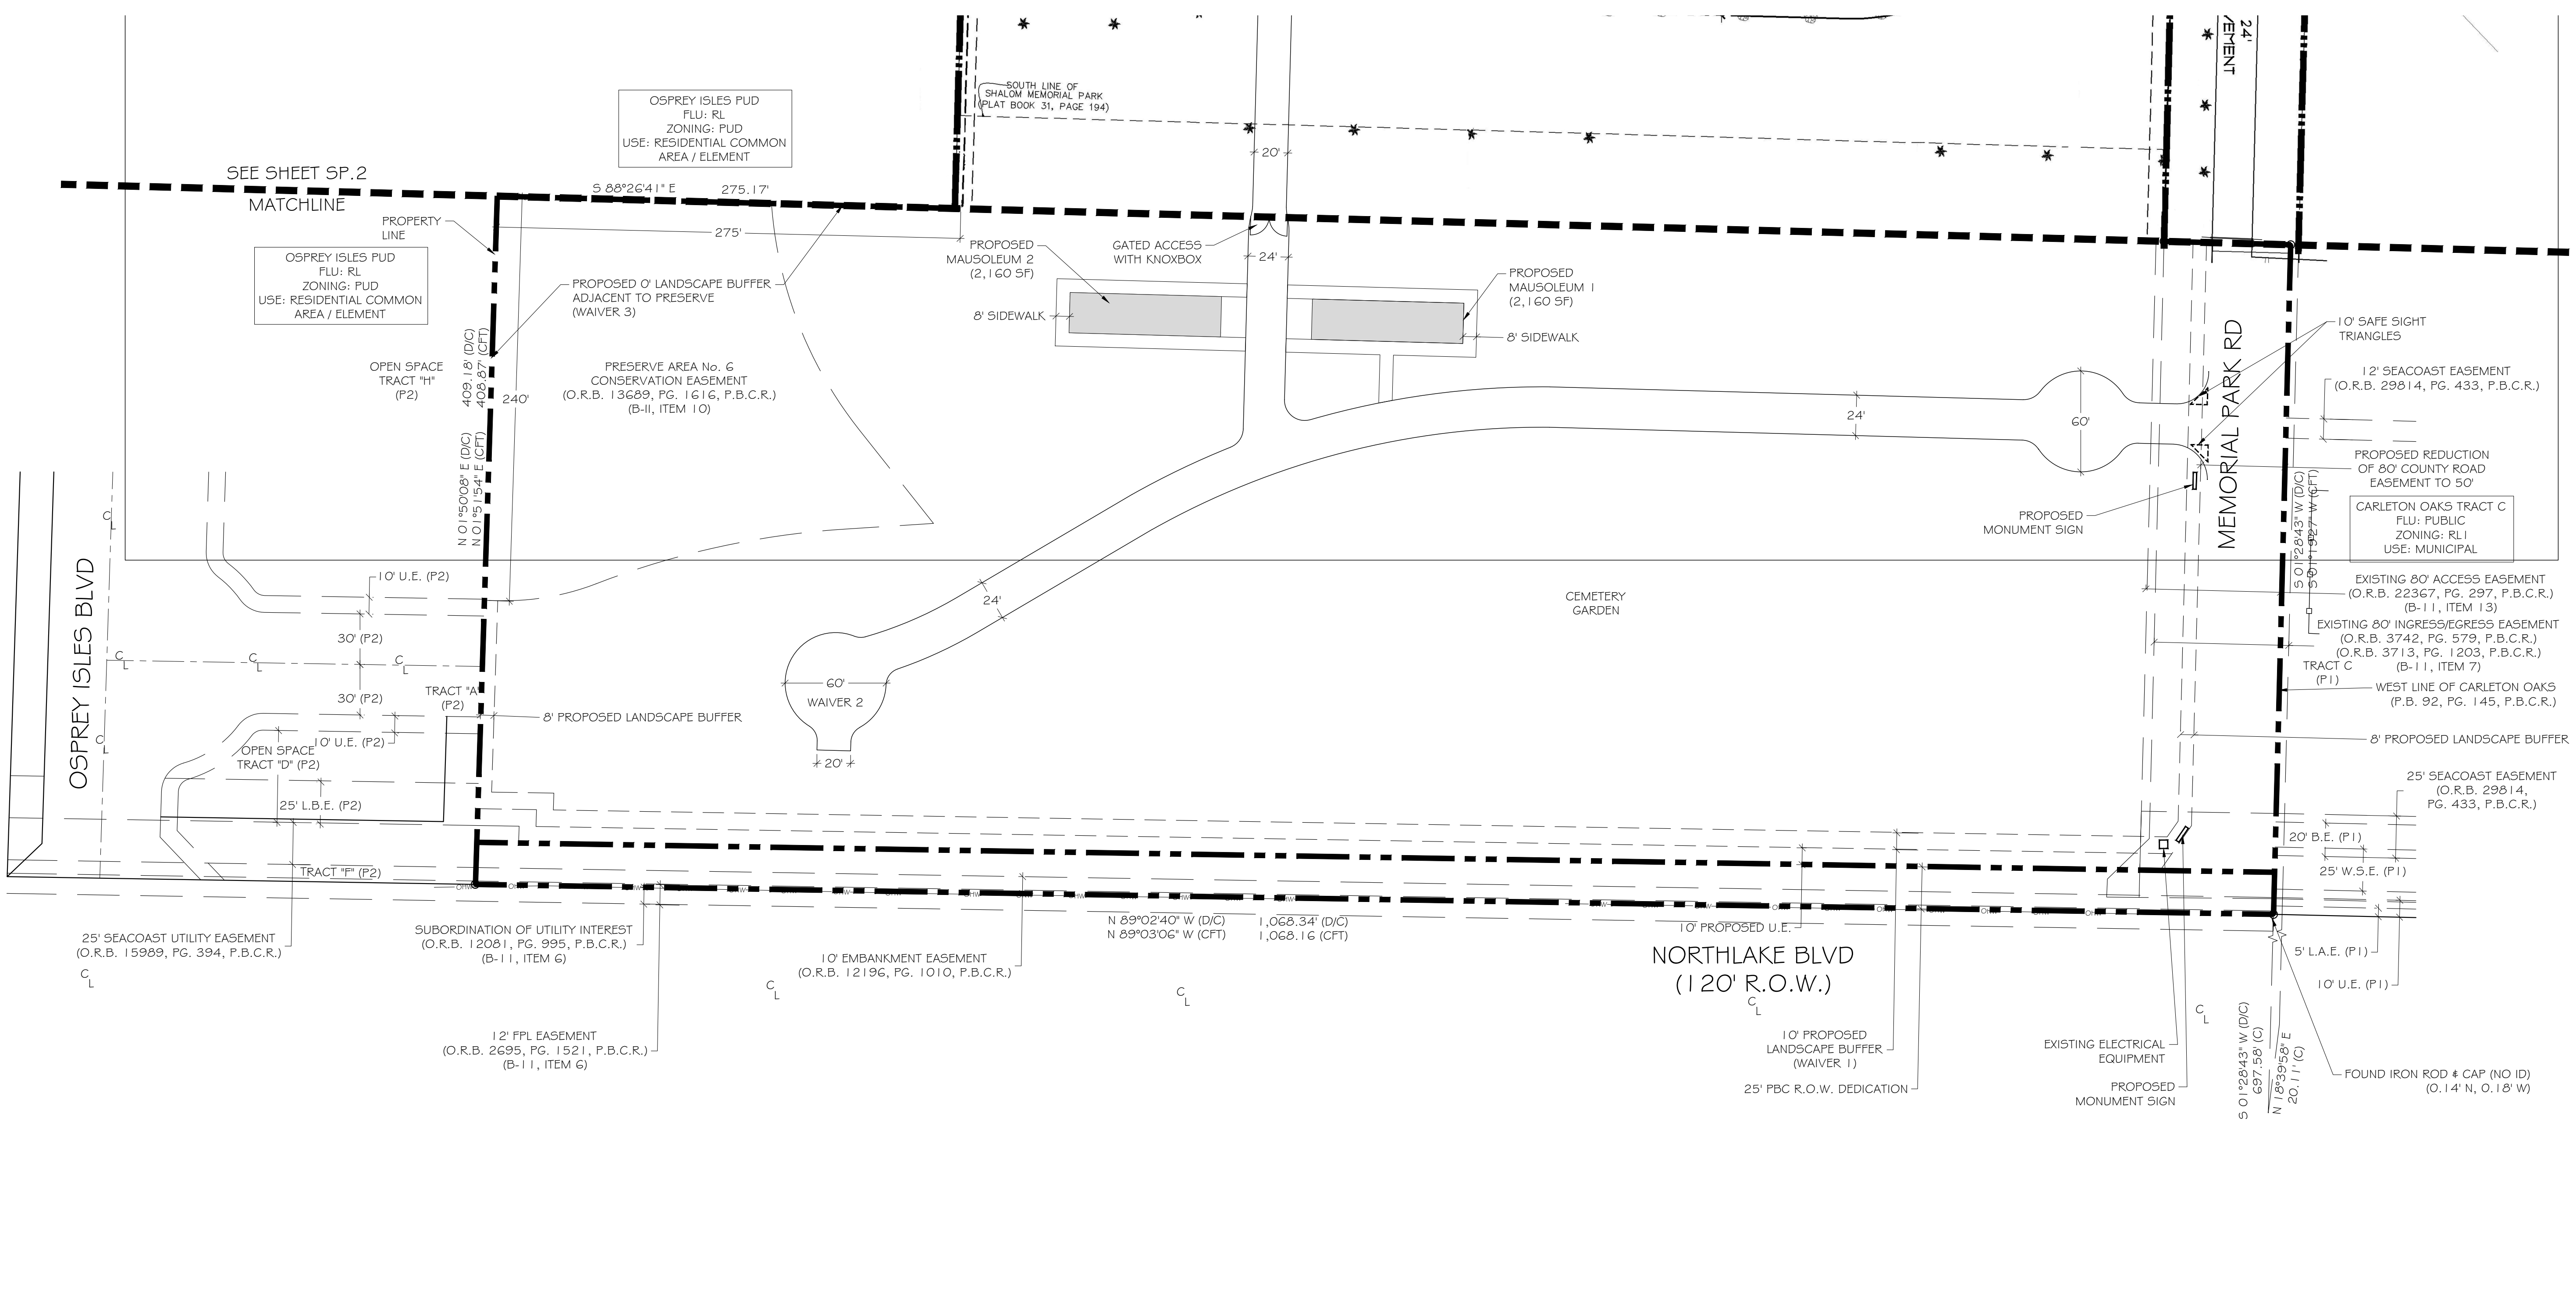 24'
VEMENT
SOUTH LINE OF
SHALOM MEMORIAL PARK
(PLAT BOOK 31, PAGE 194)
OSPREY ISLES PUD
FLU: RL
ZONING: PUD
USE: RESIDENTIAL COMMON
AREA / ELEMENT
20'
SEE SHEET SP.2
MATCHLINE
S 88°26'41" E 275.17'
PROPERTY
LINE
275'
OSPREY ISLES PUD
FLU: RL
ZONING: PUD
USE: RESIDENTIAL COMMON
AREA / ELEMENT
PROPOSED
MAUSOLEUM 2
(2,160 SF)
GATED ACCESS
WITH KNOXBOX
24'
PROPOSED
MAUSOLEUM 1
(2,160 SF)
PROPOSED 0' LANDSCAPE BUFFER
ADJACENT TO PRESERVE
(WAIVER 3)
8' SIDEWALK
8' SIDEWALK
10' SAFE SIGHT
TRIANGLES
OPEN SPACE
TRACT "H"
(P2)
N 01°50'08" E (D/C) 409.18' (D/C)
N 01°51'54" E (CFT) 408.87' (CFT)
240'
PRESERVE AREA No. 6
CONSERVATION EASEMENT
(O.R.B. 13689, PG. 1616, P.B.C.R.)
(B-II, ITEM 10)
12' SEACOAST EASEMENT
(O.R.B. 29814, PG. 433, P.B.C.R.)
24'
60'
MEMORIAL PARK RD
PROPOSED REDUCTION
OF 80' COUNTY ROAD
EASEMENT TO 50'
S 01°28'43" W (D/C)
S 01°19'27" W (CFT)
PROPOSED
MONUMENT SIGN
CARLETON OAKS TRACT C
FLU: PUBLIC
ZONING: RL1
USE: MUNICIPAL
C
L
OSPREY ISLES BLVD
10' U.E. (P2)
24'
CEMETERY
GARDEN
EXISTING 80' ACCESS EASEMENT
(O.R.B. 22367, PG. 297, P.B.C.R.)
(B-11, ITEM 13)
EXISTING 80' INGRESS/EGRESS EASEMENT
(O.R.B. 3742, PG. 579, P.B.C.R.)
(O.R.B. 3713, PG. 1203, P.B.C.R.)
(B-11, ITEM 7)
30' (P2)
C
L
C
L
C
L
TRACT C
(P1)
30' (P2)
TRACT "A"
(P2)
60'
WAIVER 2
WEST LINE OF CARLETON OAKS
(P.B. 92, PG. 145, P.B.C.R.)
8' PROPOSED LANDSCAPE BUFFER
8' PROPOSED LANDSCAPE BUFFER
C
L
10' U.E. (P2)
OPEN SPACE
TRACT "D" (P2)
20'
25' SEACOAST EASEMENT
(O.R.B. 29814,
PG. 433, P.B.C.R.)
25' L.B.E. (P2)
20' B.E. (P1)
25' W.S.E. (P1)
TRACT "F" (P2)
N 89°02'40" W (D/C) 1,068.34' (D/C)
N 89°03'06" W (CFT) 1,068.16 (CFT)
10' PROPOSED U.E.
25' SEACOAST UTILITY EASEMENT
(O.R.B. 15989, PG. 394, P.B.C.R.)
SUBORDINATION OF UTILITY INTEREST
(O.R.B. 12081, PG. 995, P.B.C.R.)
(B-11, ITEM 6)
10' EMBANKMENT EASEMENT
(O.R.B. 12196, PG. 1010, P.B.C.R.)
NORTHLAKE BLVD
(120' R.O.W.)
5' L.A.E. (P1)
10' U.E. (P1)
C
L
C
L
C
L
C
L
C
L
12' FPL EASEMENT
(O.R.B. 2695, PG. 1521, P.B.C.R.)
(B-11, ITEM 6)
10' PROPOSED
LANDSCAPE BUFFER
(WAIVER 1)
25' PBC R.O.W. DEDICATION
EXISTING ELECTRICAL
EQUIPMENT
PROPOSED
MONUMENT SIGN
S 01°28'43" W (D/C)
697.58' (C)
N 18°39'58" E
20.11' (C)
FOUND IRON ROD & CAP (NO ID)
(0.14' N, 0.18' W)